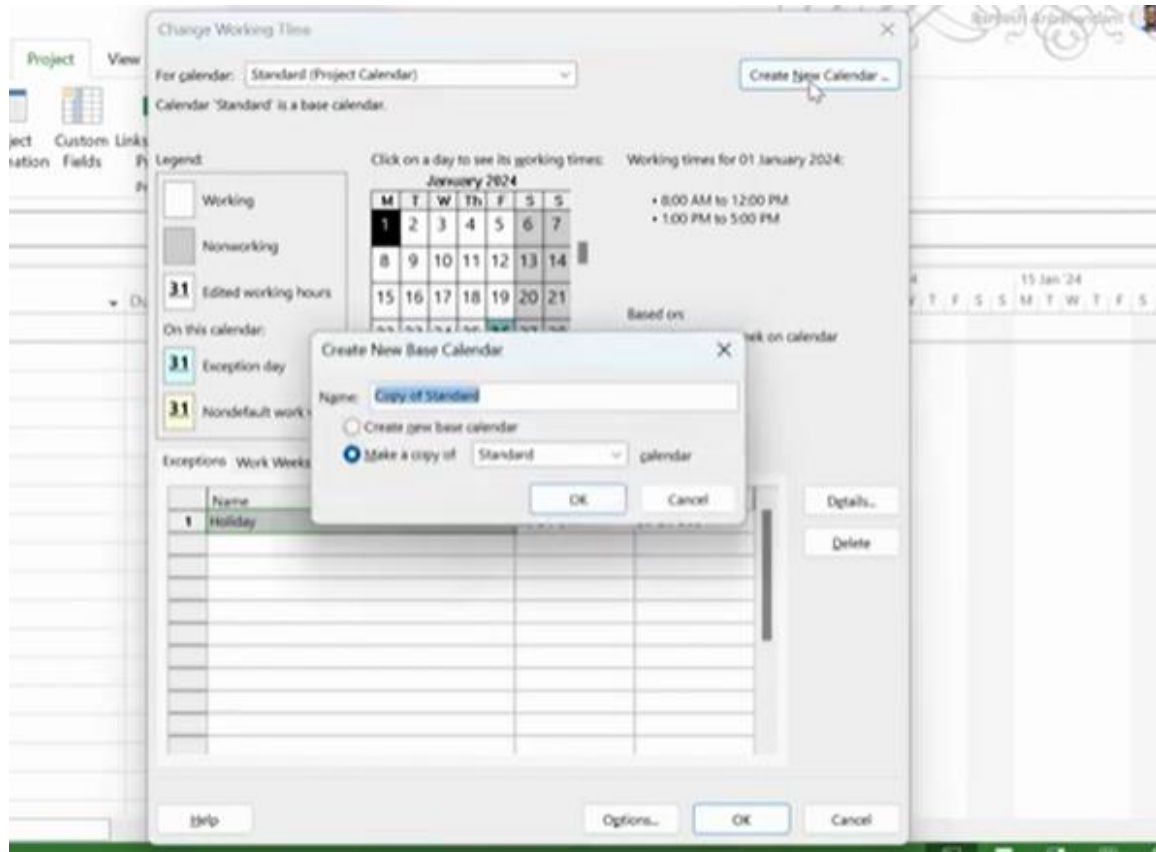 Change Working Time
Project View
For calendar: Standard (Project Calendar)
Create New Calendar ...
Calendar 'Standard' is a base calendar.
Custom Links
Fields
Legend:
Click on a day to see its working times:
Working times for 01 January 2024:
January 2024
M T W Th F S S
1 2 3 4 5 6 7
8 9 10 11 12 13 14
15 16 17 18 19 20 21
Working
Nonworking
31 Edited working hours
On this calendar:
31 Exception day
31 Nondefault work
• 8:00 AM to 12:00 PM
• 1:00 PM to 5:00 PM
Based on:
on calendar
15 Jan '24
T F S S M T W T F S
Create New Base Calendar
Name: Copy of Standard
Create new base calendar
Make a copy of Standard calendar
OK Cancel
Exceptions Work Weeks
Name
1 Holiday
Details...
Delete
Help
Options...
OK
Cancel